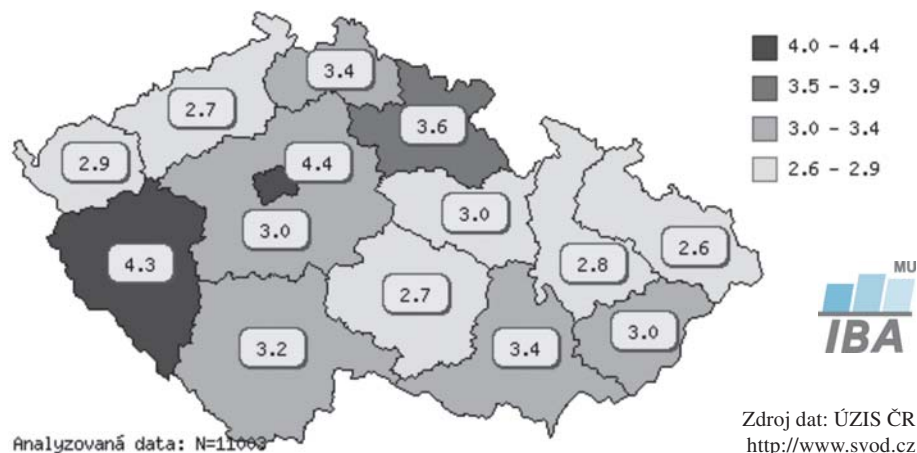 4.0 - 4.4
3.5 - 3.9
3.0 - 3.4
2.6 - 2.9
3.4
2.7
3.6
2.9
4.4
3.0
3.0
4.3
2.8
2.6
2.7
3.2
3.4
3.0
MU
IBA
Analyzovaná data: N=11003
Zdroj dat: ÚZIS ČR
http://www.svod.cz